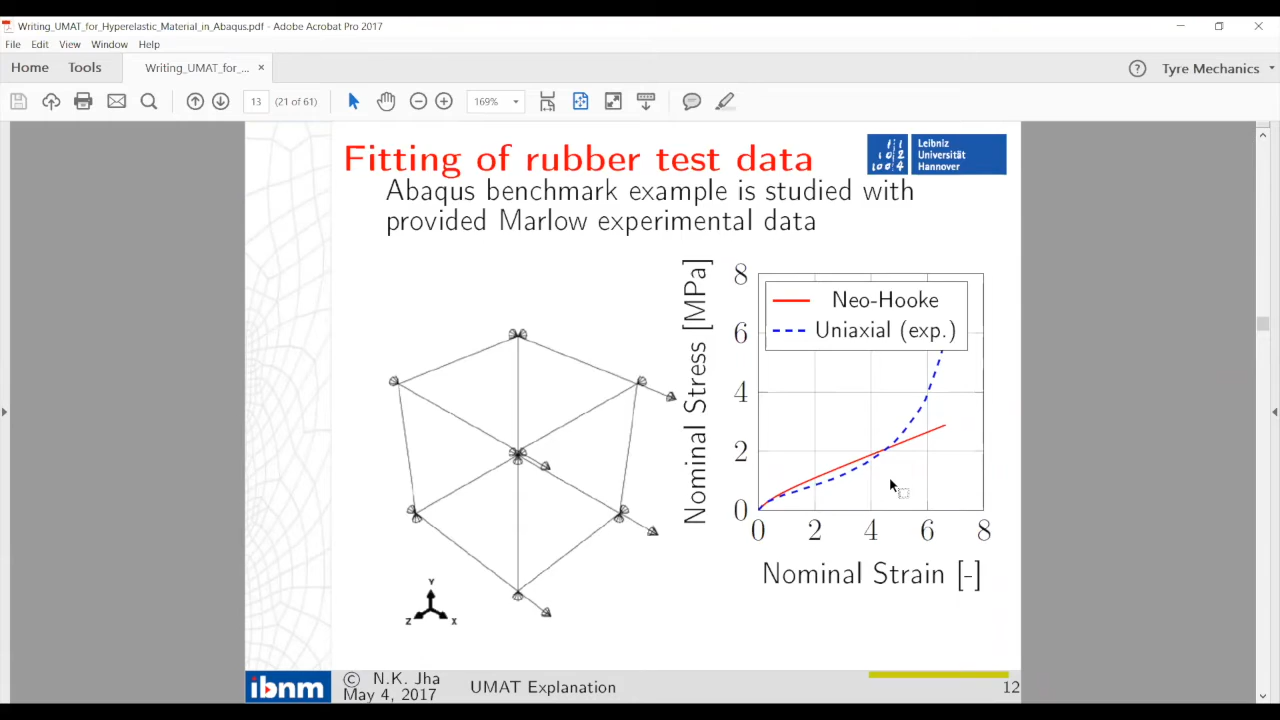 Writing_UMAT_for_Hyperelastic_Material_in_Abaqus.pdf - Adobe Acrobat Pro 2017
File Edit View Window Help
Home Tools Writing_UMAT_for_... × Tyre Mechanics
13 (21 of 61) 169%
Fitting of rubber test data
Leibniz
Universität
Hannover
Abaqus benchmark example is studied with
provided Marlow experimental data
Nominal Stress [MPa]
8
6
4
2
0
Neo-Hooke
Uniaxial (exp.)
0 2 4 6 8
Nominal Strain [-]
Y
Z X
ibnm
© N.K. Jha
May 4, 2017
UMAT Explanation
12